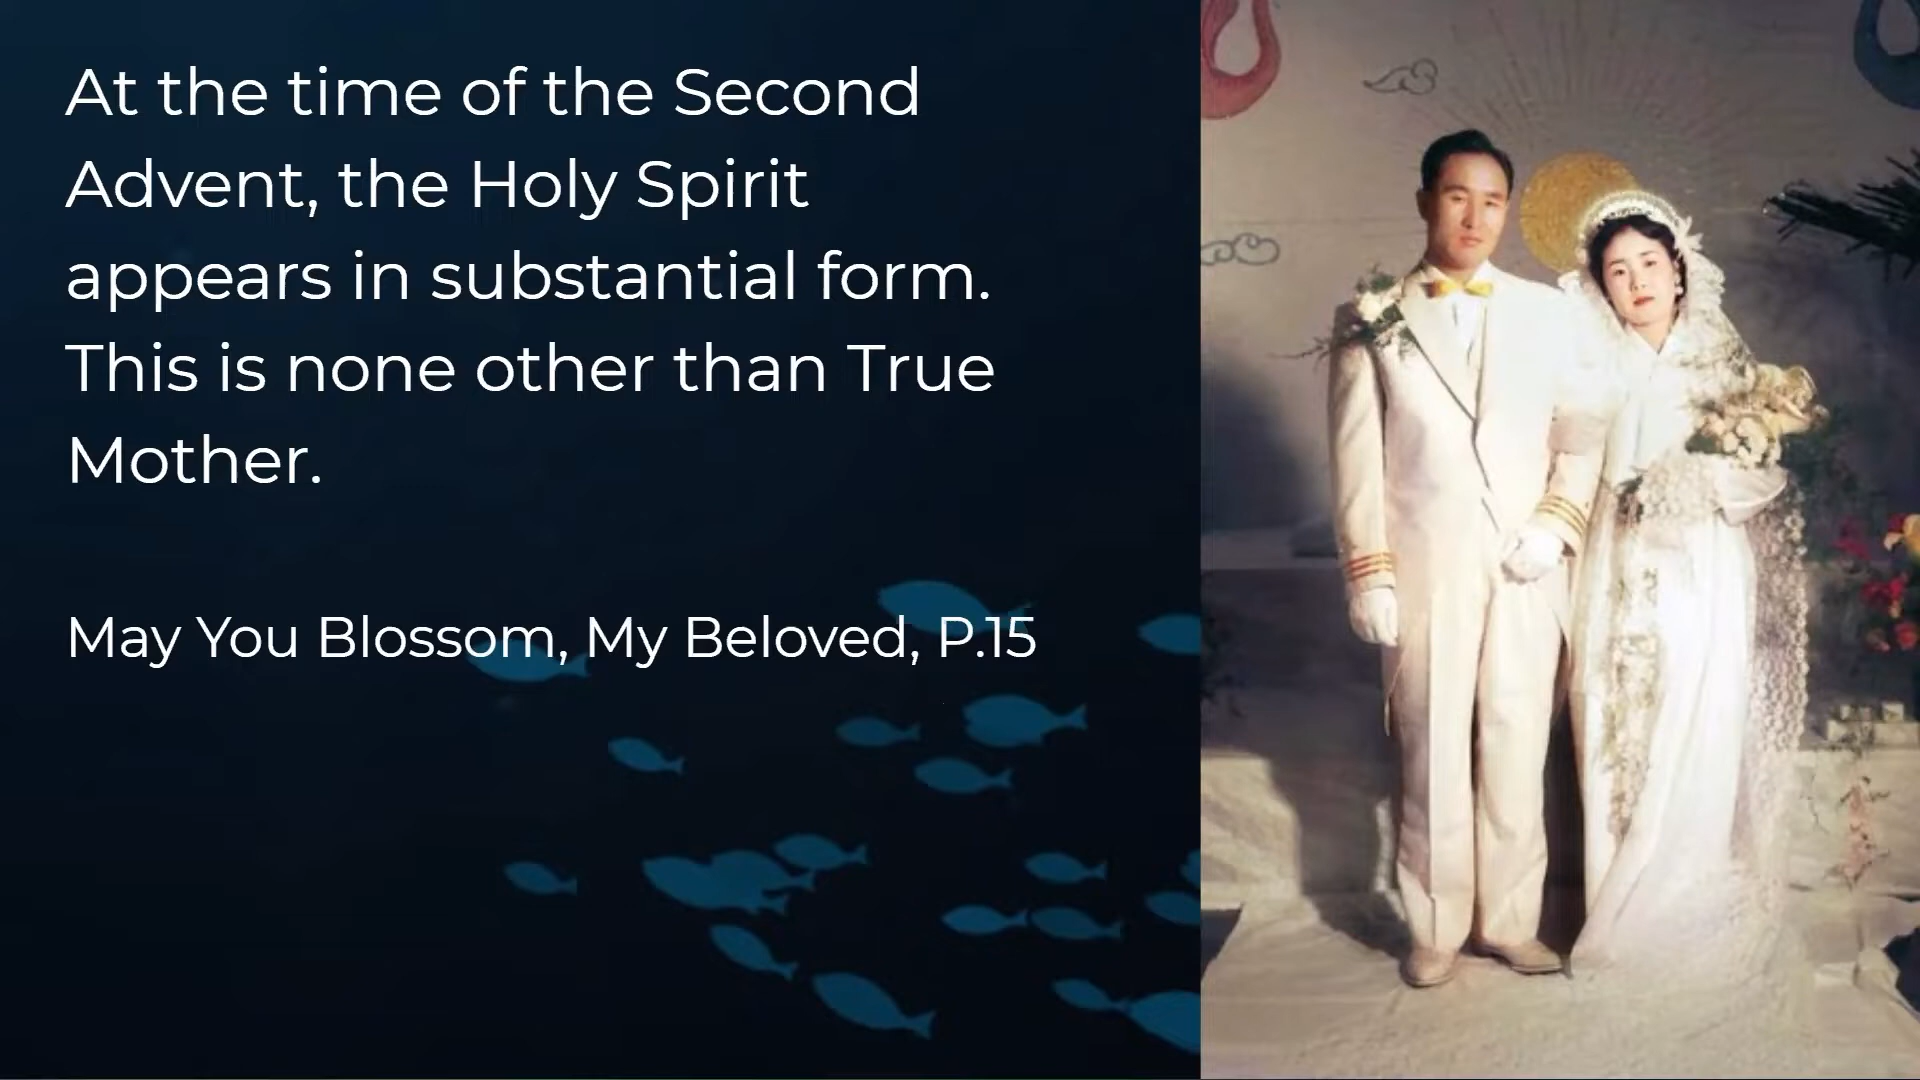 At the time of the Second
Advent, the Holy Spirit
appears in substantial form.
This is none other than True
Mother.
May You Blossom, My Beloved, P.15